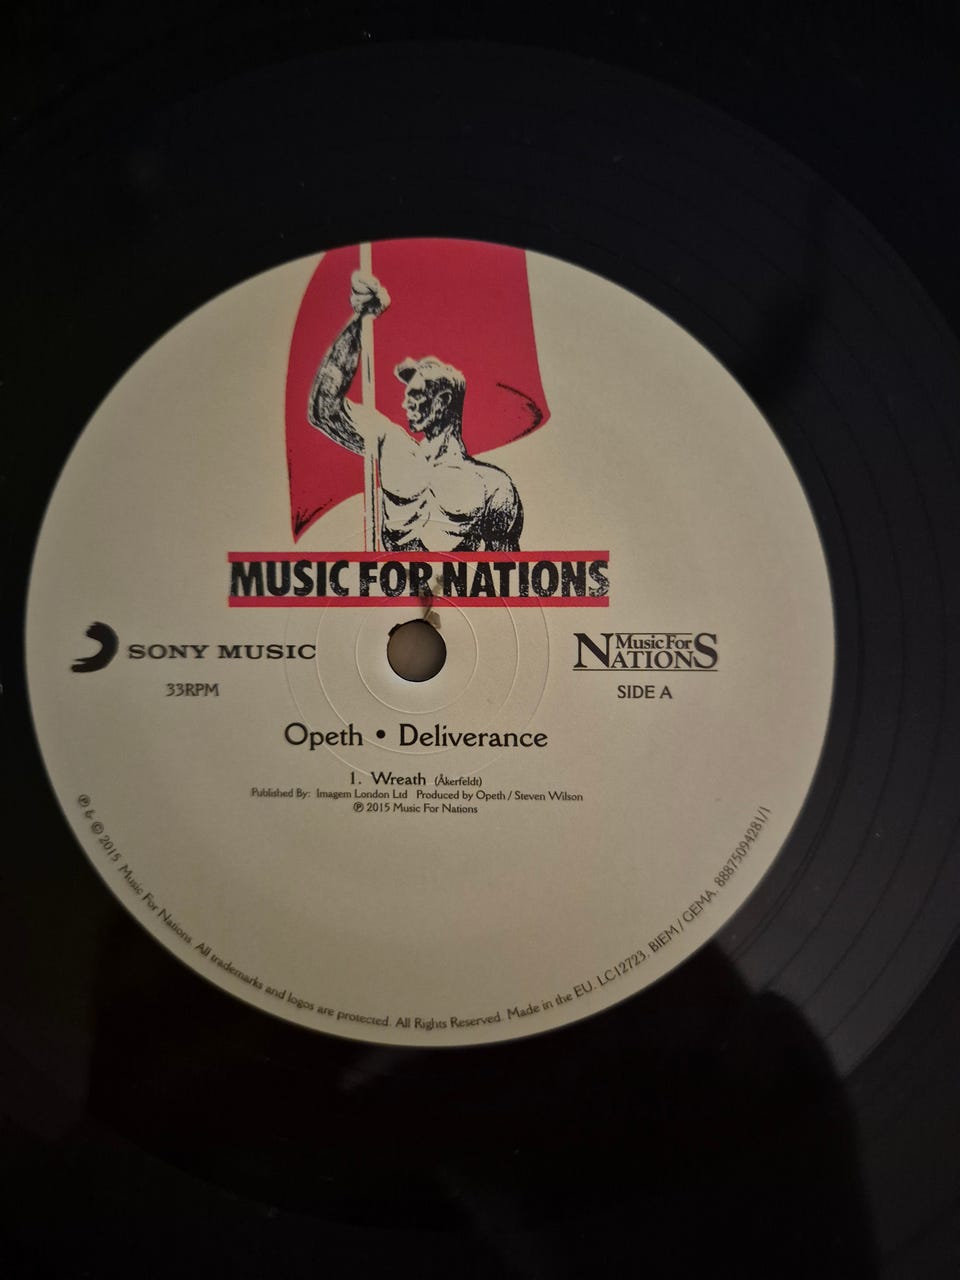 MUSIC FOR NATIONS
SONY MUSIC
Music For
NATIONS
33RPM
SIDE A
Opeth • Deliverance
1. Wreath (Åkerfeldt)
Published By: Imagem London Ltd Produced by Opeth / Steven Wilson
℗ 2015 Music For Nations
℗ & © 2015 Music For Nations. All trademarks and logos are protected. All Rights Reserved. Made in the EU. LC12723. BIEM / GEMA. 88875094281/1